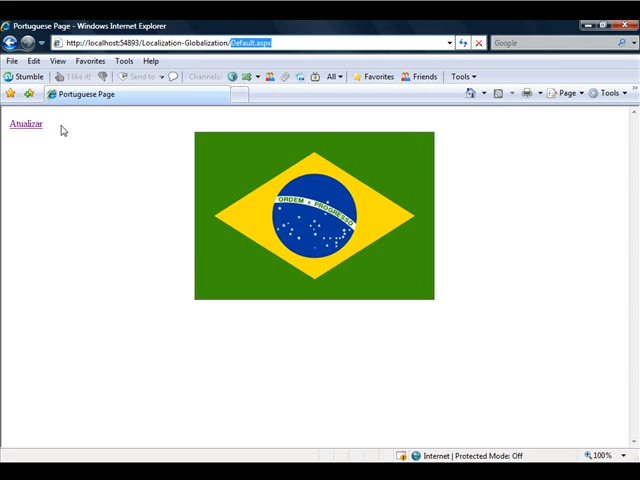 Portuguese Page - Windows Internet Explorer
http://localhost:54893/Localization-Globalization/Default.aspx
Google
File Edit View Favorites Tools Help
Stumble I like it! Send to Channels: All Favorites Friends Tools
Portuguese Page
Page Tools
Atualizar
ORDEM E PROGRESSO
Internet | Protected Mode: Off
100%